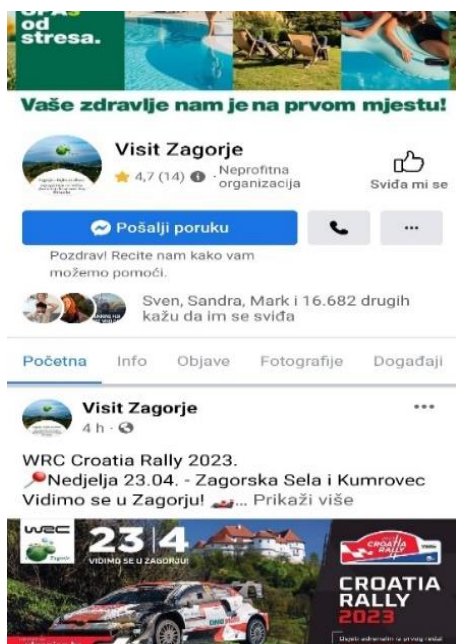 od
stresa.
Vaše zdravlje nam je na prvom mjestu!
Visit Zagorje
4,7 (14) · Neprofitna
organizacija
Sviđa mi se
Pošalji poruku
Pozdrav! Recite nam kako vam
možemo pomoći.
Sven, Sandra, Mark i 16.682 drugih
kažu da im se sviđa
Početna Info Objave Fotografije Događaji
Visit Zagorje
4 h ·
WRC Croatia Rally 2023.
📍Nedjelja 23.04. - Zagorska Sela i Kumrovec
Vidimo se u Zagorju! 🏎️... Prikaži više
WRC
Zagorje
23|4
VIDIMO SE U ZAGORJU!
CROATIA
RALLY
CROATIA
RALLY
2023